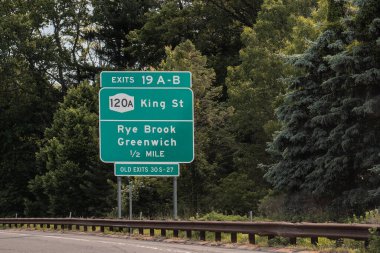 EXITS 19 A-B
120A King St
Rye Brook
Greenwich
½ MILE
OLD EXITS 30S-27